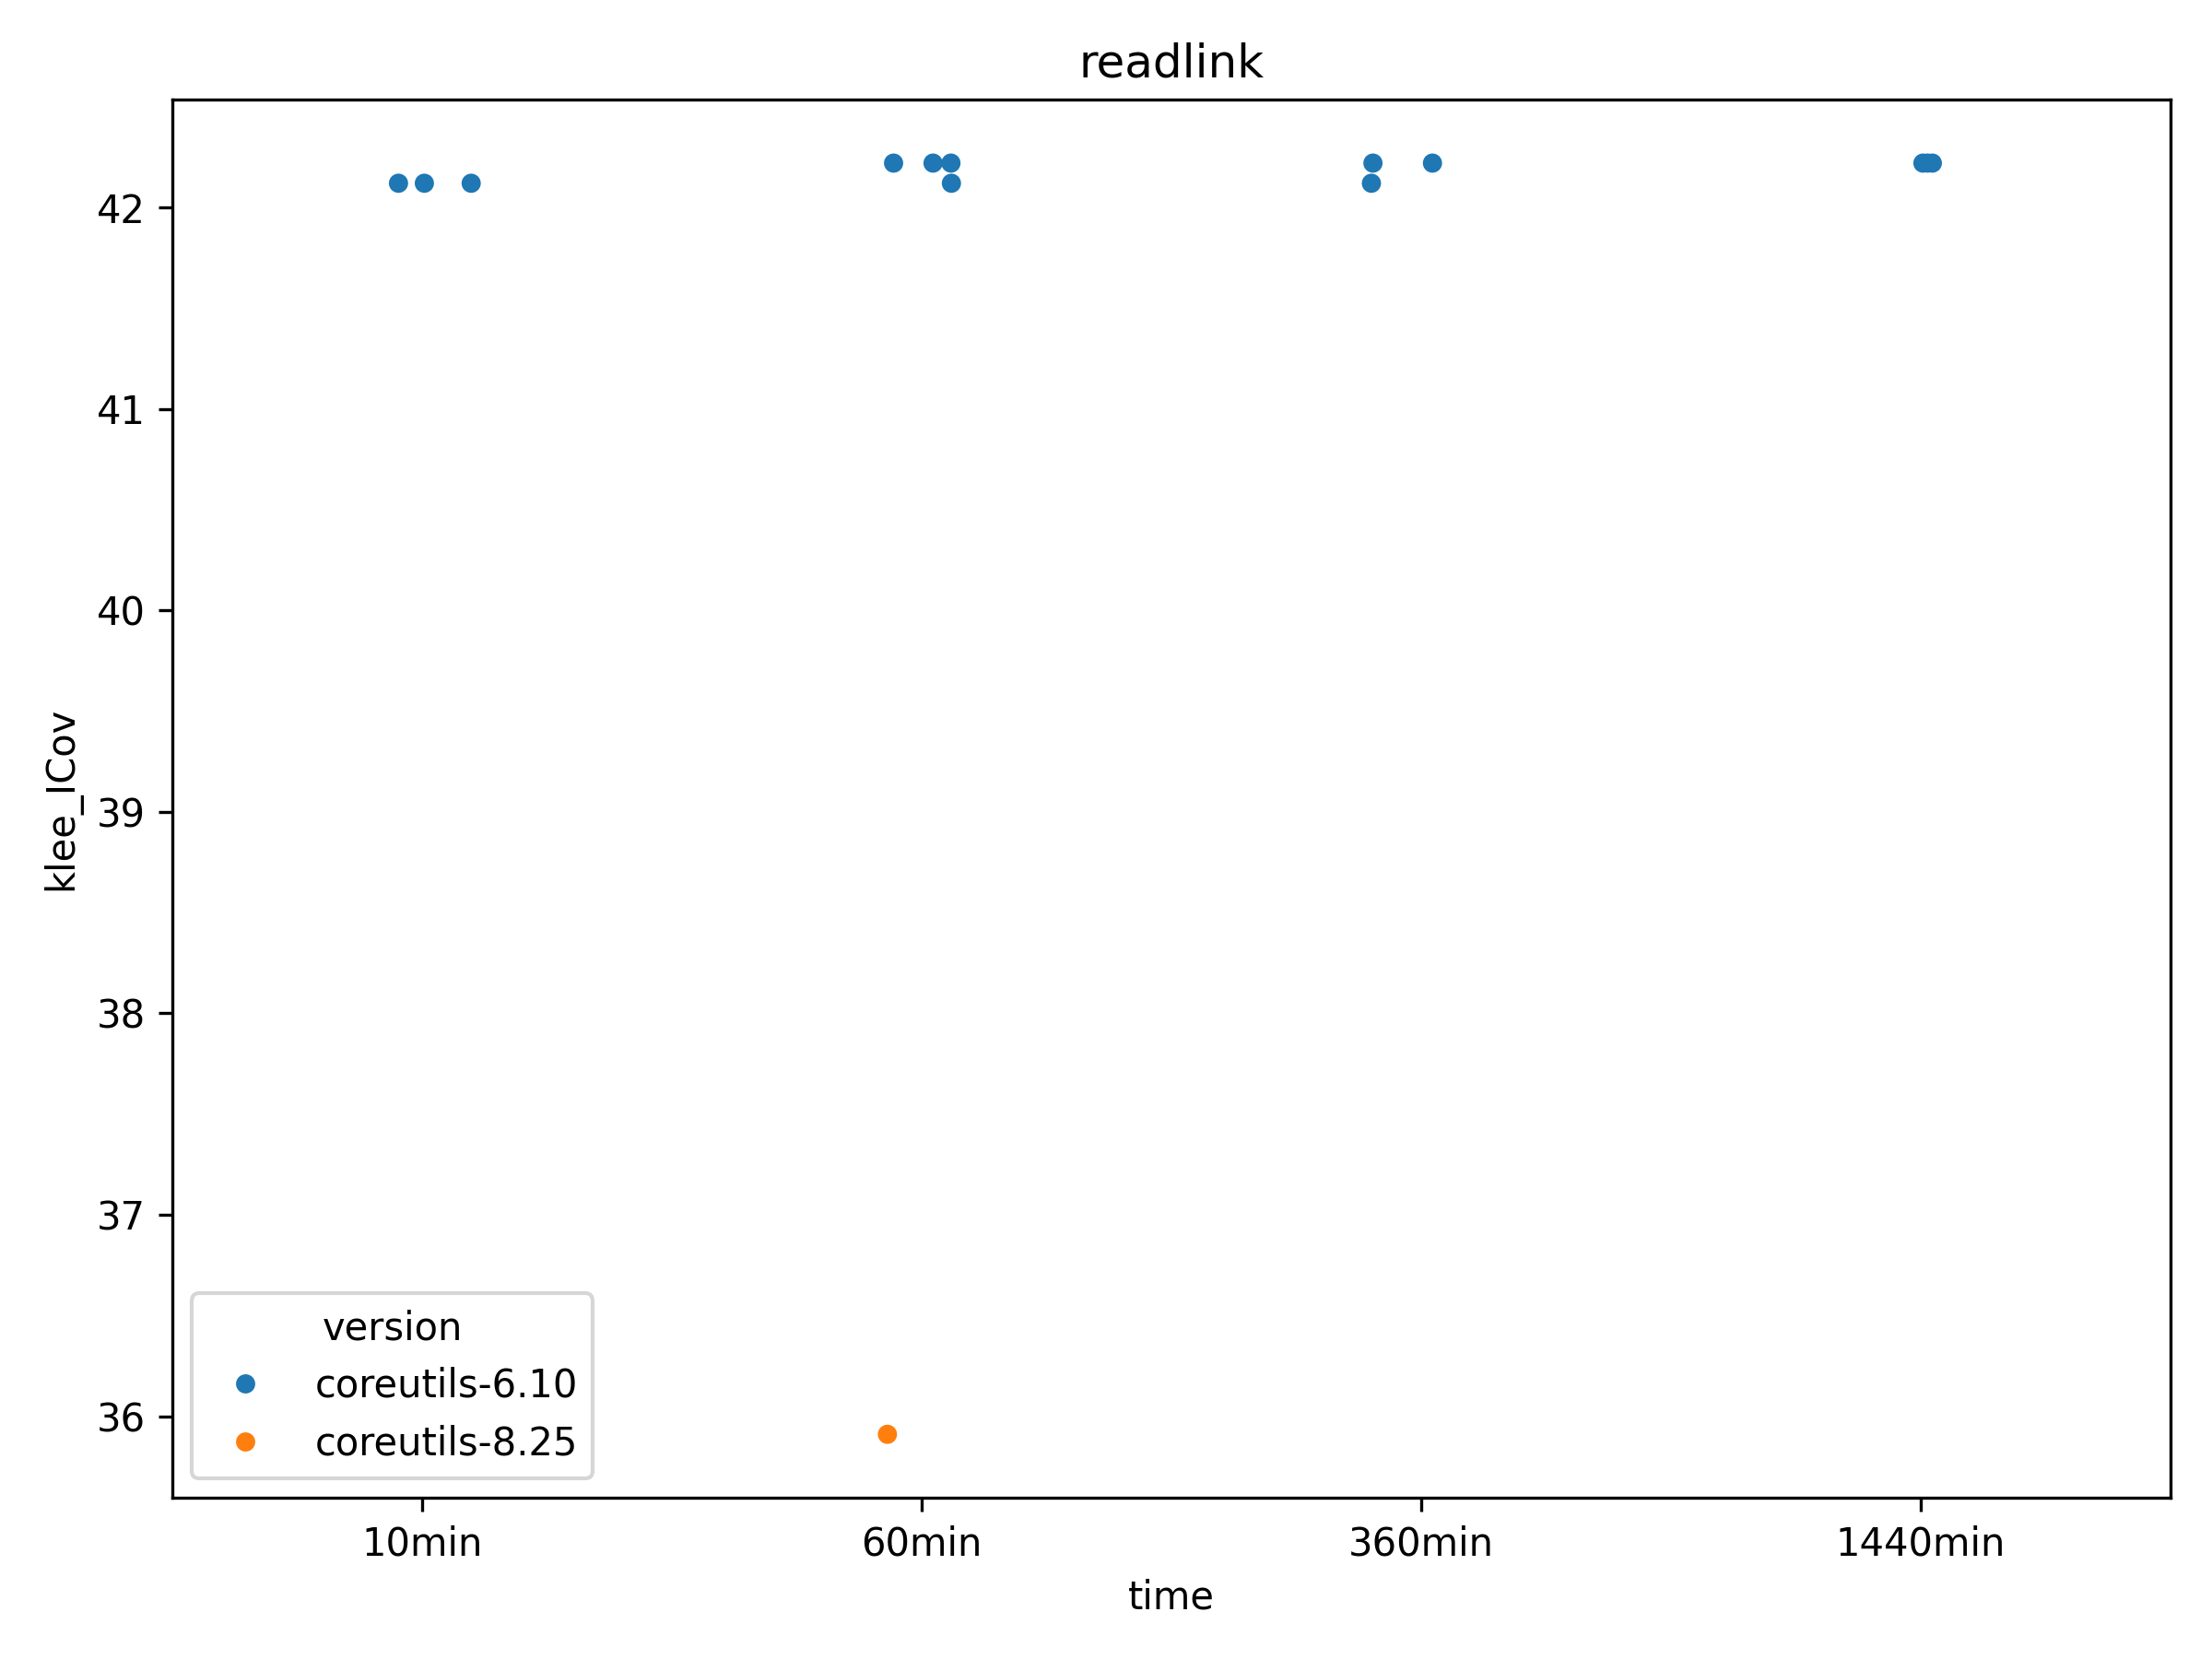 readlink
klee_ICov
42
41
40
39
38
37
36
version
coreutils-6.10
coreutils-8.25
10min
60min
360min
1440min
time